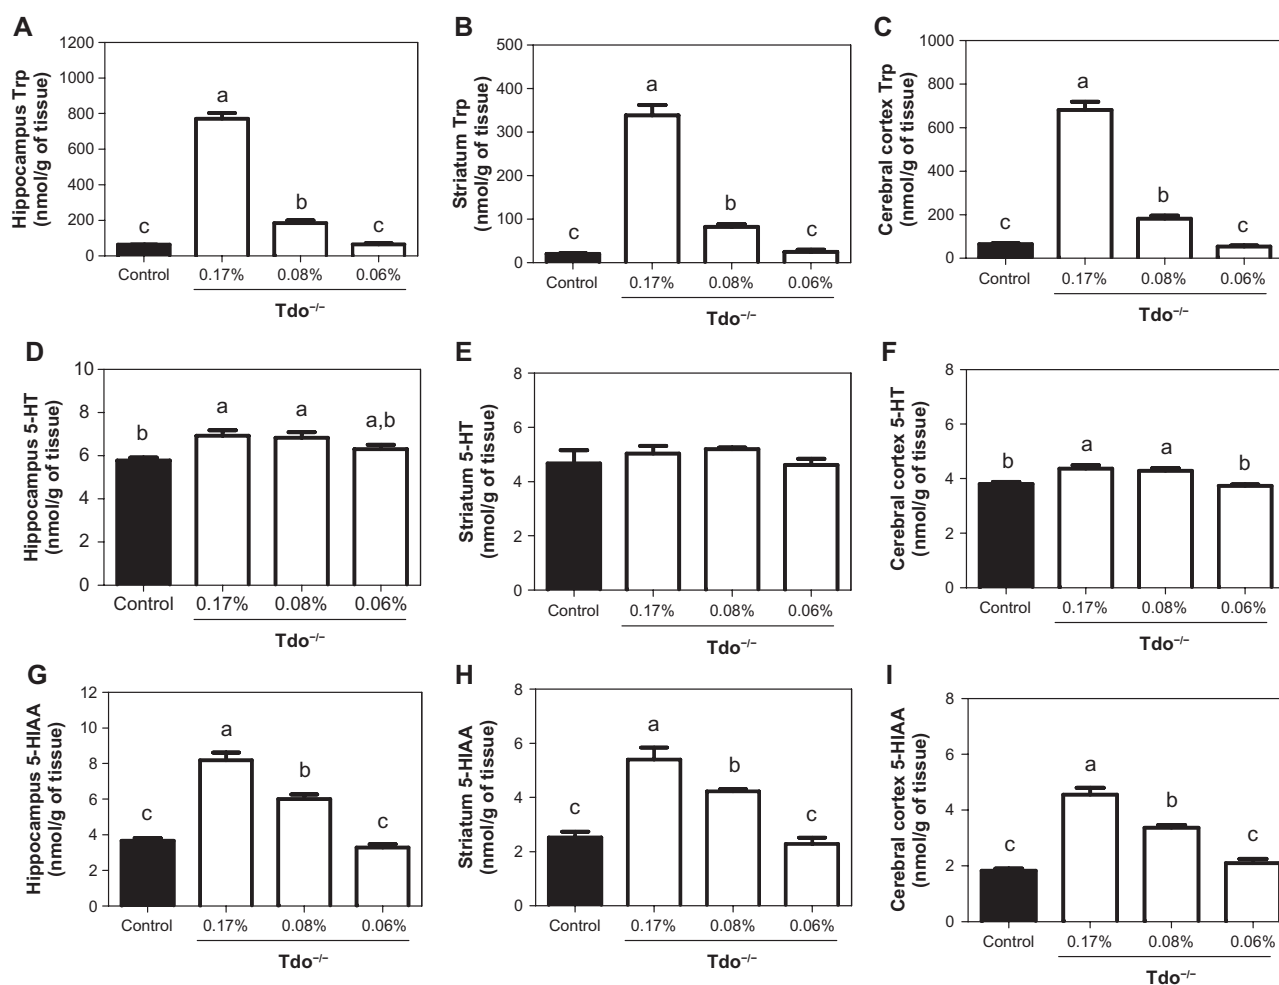 A
Hippocampus Trp
(nmol/g of tissue)
1200
1000
800
600
400
200
0
c
a
b
c
Control
0.17%
0.08%
0.06%
Tdo–/–
B
Striatum Trp
(nmol/g of tissue)
500
400
300
200
100
0
c
a
b
c
Control
0.17%
0.08%
0.06%
Tdo–/–
C
Cerebral cortex Trp
(nmol/g of tissue)
1000
800
600
400
200
0
c
a
b
c
Control
0.17%
0.08%
0.06%
Tdo–/–
D
Hippocampus 5-HT
(nmol/g of tissue)
10
8
6
4
2
0
b
a
a
a,b
Control
0.17%
0.08%
0.06%
Tdo–/–
E
Striatum 5-HT
(nmol/g of tissue)
8
6
4
2
0
Control
0.17%
0.08%
0.06%
Tdo–/–
F
Cerebral cortex 5-HT
(nmol/g of tissue)
8
6
4
2
0
b
a
a
b
Control
0.17%
0.08%
0.06%
Tdo–/–
G
Hippocampus 5-HIAA
(nmol/g of tissue)
12
10
8
6
4
2
0
c
a
b
c
Control
0.17%
0.08%
0.06%
Tdo–/–
H
Striatum 5-HIAA
(nmol/g of tissue)
8
6
4
2
0
c
a
b
c
Control
0.17%
0.08%
0.06%
Tdo–/–
I
Cerebral cortex 5-HIAA
(nmol/g of tissue)
8
6
4
2
0
c
a
b
c
Control
0.17%
0.08%
0.06%
Tdo–/–